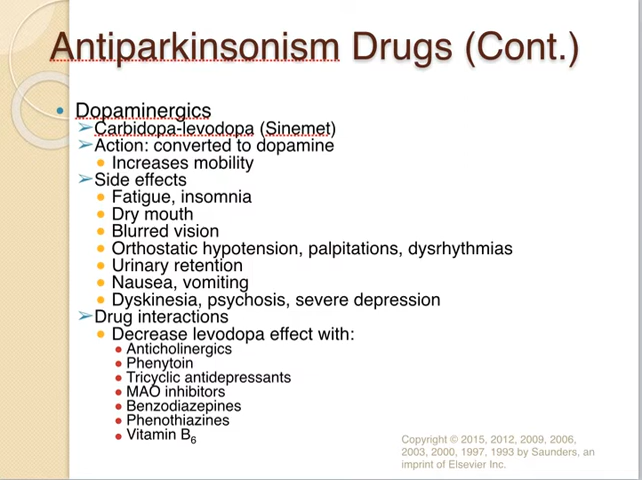 Antiparkinsonism Drugs (Cont.)
Dopaminergics
Carbidopa-levodopa (Sinemet)
Action: converted to dopamine
Increases mobility
Side effects
Fatigue, insomnia
Dry mouth
Blurred vision
Orthostatic hypotension, palpitations, dysrhythmias
Urinary retention
Nausea, vomiting
Dyskinesia, psychosis, severe depression
Drug interactions
Decrease levodopa effect with:
Anticholinergics
Phenytoin
Tricyclic antidepressants
MAO inhibitors
Benzodiazepines
Phenothiazines
Vitamin B6
Copyright © 2015, 2012, 2009, 2006,
2003, 2000, 1997, 1993 by Saunders, an
imprint of Elsevier Inc.